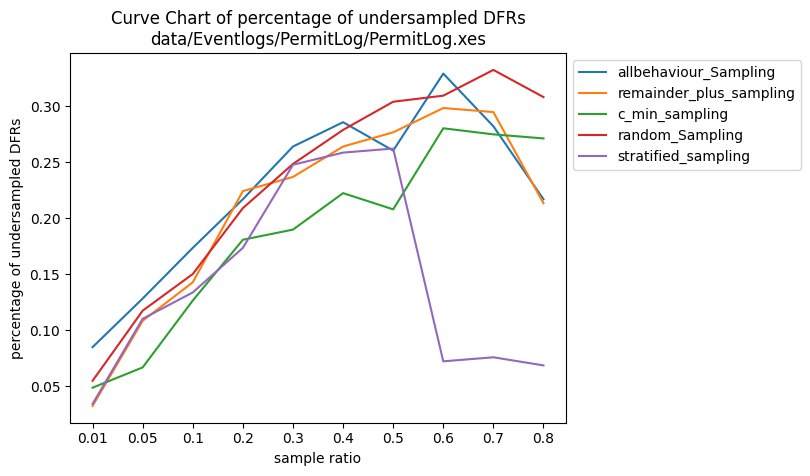 Curve Chart of percentage of undersampled DFRs
data/Eventlogs/PermitLog/PermitLog.xes
allbehaviour_Sampling
remainder_plus_sampling
c_min_sampling
random_Sampling
stratified_sampling
percentage of undersampled DFRs
0.30
0.25
0.20
0.15
0.10
0.05
0.01 0.05 0.1 0.2 0.3 0.4 0.5 0.6 0.7 0.8
sample ratio